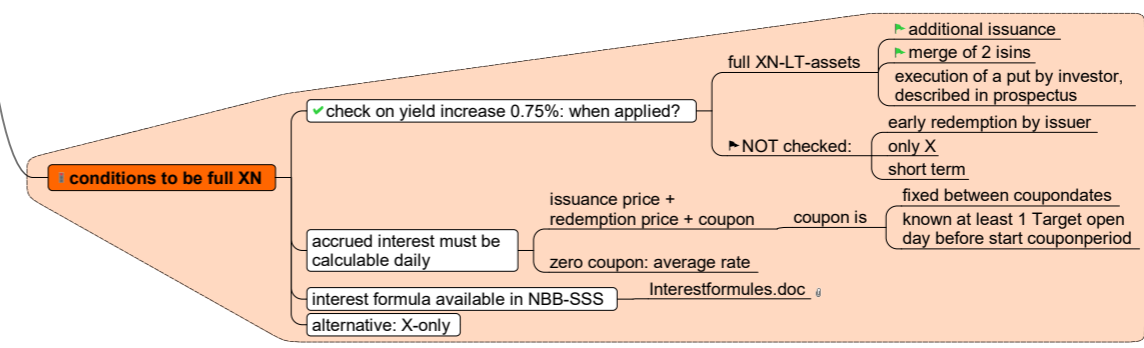 conditions to be full XN
check on yield increase 0.75%: when applied?
full XN-LT-assets
additional issuance
merge of 2 isins
execution of a put by investor,
described in prospectus
NOT checked:
early redemption by issuer
only X
short term
accrued interest must be
calculable daily
issuance price +
redemption price + coupon
coupon is
fixed between coupondates
known at least 1 Target open
day before start couponperiod
zero coupon: average rate
interest formula available in NBB-SSS
Interestformules.doc
alternative: X-only